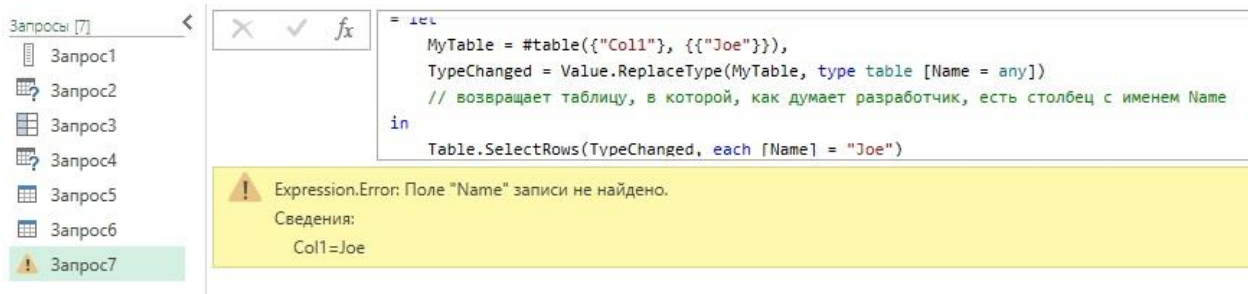 Запросы [7]
Запрос1
Запрос2
Запрос3
Запрос4
Запрос5
Запрос6
Запрос7
fx
= let
MyTable = #table({"Col1"}, {{"Joe"}}),
TypeChanged = Value.ReplaceType(MyTable, type table [Name = any])
// возвращает таблицу, в которой, как думает разработчик, есть столбец с именем Name
in
Table.SelectRows(TypeChanged, each [Name] = "Joe")
Expression.Error: Поле "Name" записи не найдено.
Сведения:
Col1=Joe